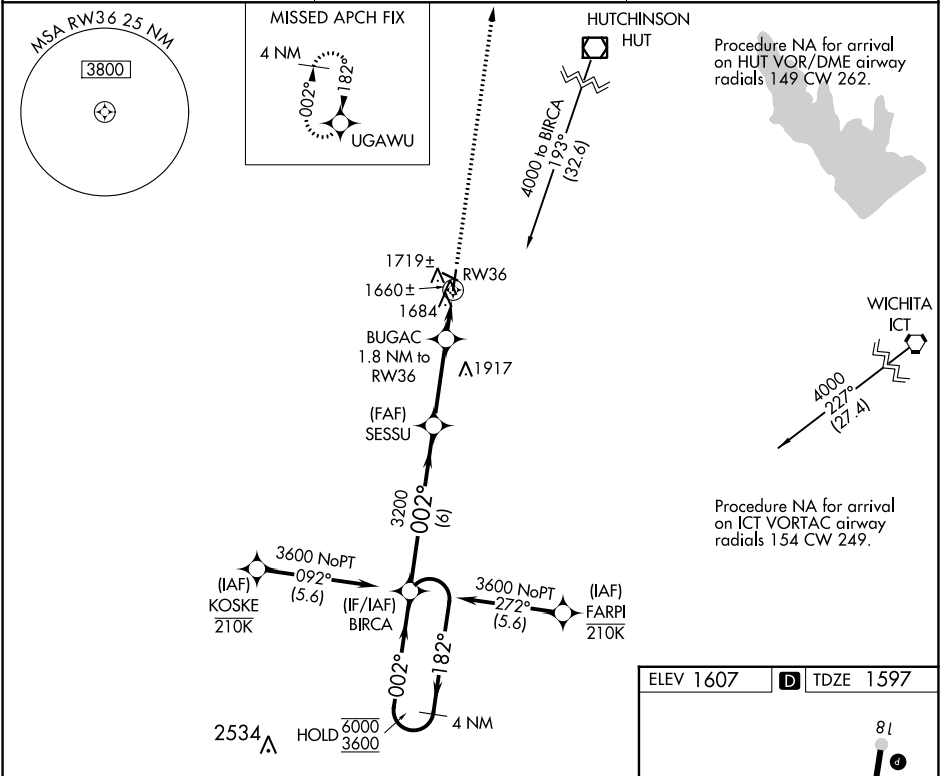 MSA RW36 25 NM
3800
MISSED APCH FIX
4 NM
002°
182°
UGAWU
HUTCHINSON
HUT
4000 to BIRCA
193°
(32.6)
Procedure NA for arrival
on HUT VOR/DME airway
radials 149 CW 262.
1719±
RW36
1660±
1684
BUGAC
1.8 NM to
RW36
1917
WICHITA
ICT
4000
227°
(27.4)
(FAF)
SESSU
3200
002°
(6)
Procedure NA for arrival
on ICT VORTAC airway
radials 154 CW 249.
3600 NoPT
092°
(5.6)
(IAF)
KOSKE
210K
(IF/IAF)
BIRCA
3600 NoPT
272°
(5.6)
(IAF)
FARPI
210K
002°
182°
4 NM
HOLD 6000
3600
2534
ELEV 1607 D TDZE 1597
18
P